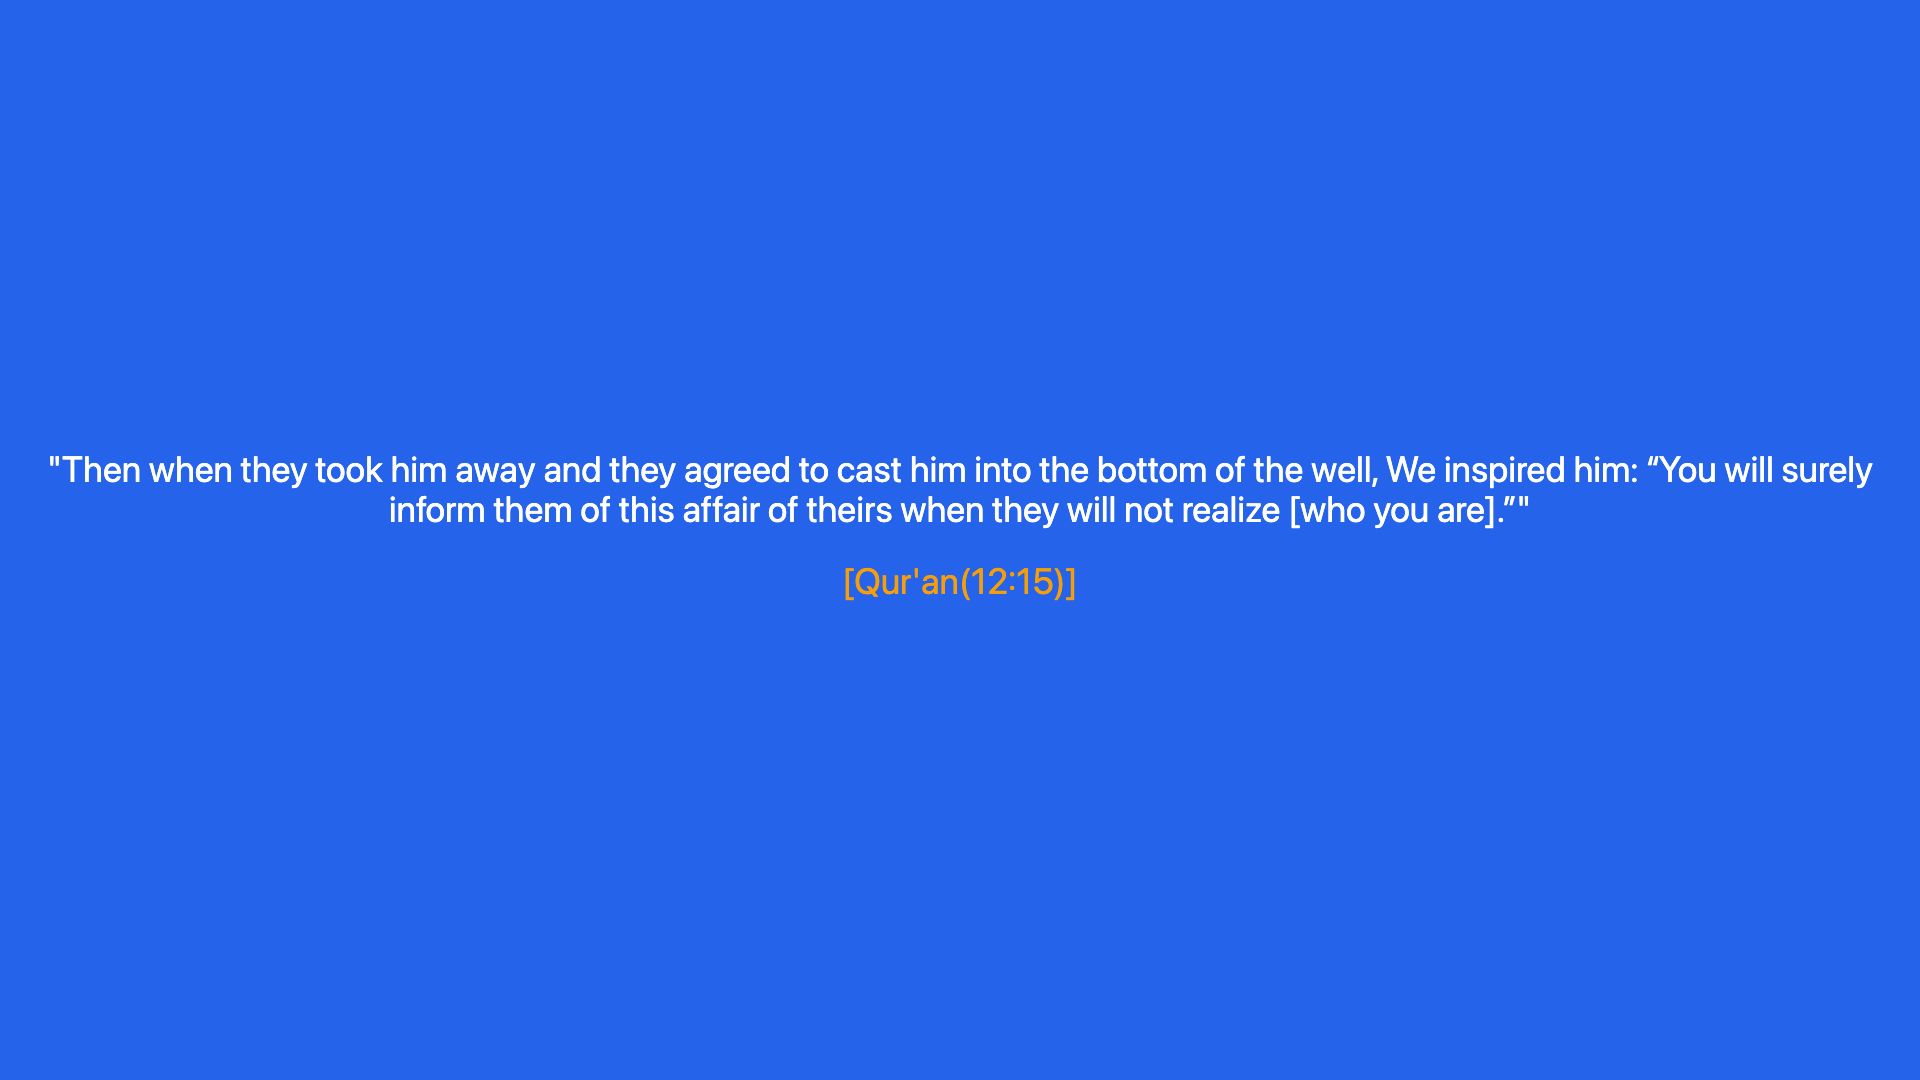 "Then when they took him away and they agreed to cast him into the bottom of the well, We inspired him: “You will surely
inform them of this affair of theirs when they will not realize [who you are].”"
[Qur'an(12:15)]